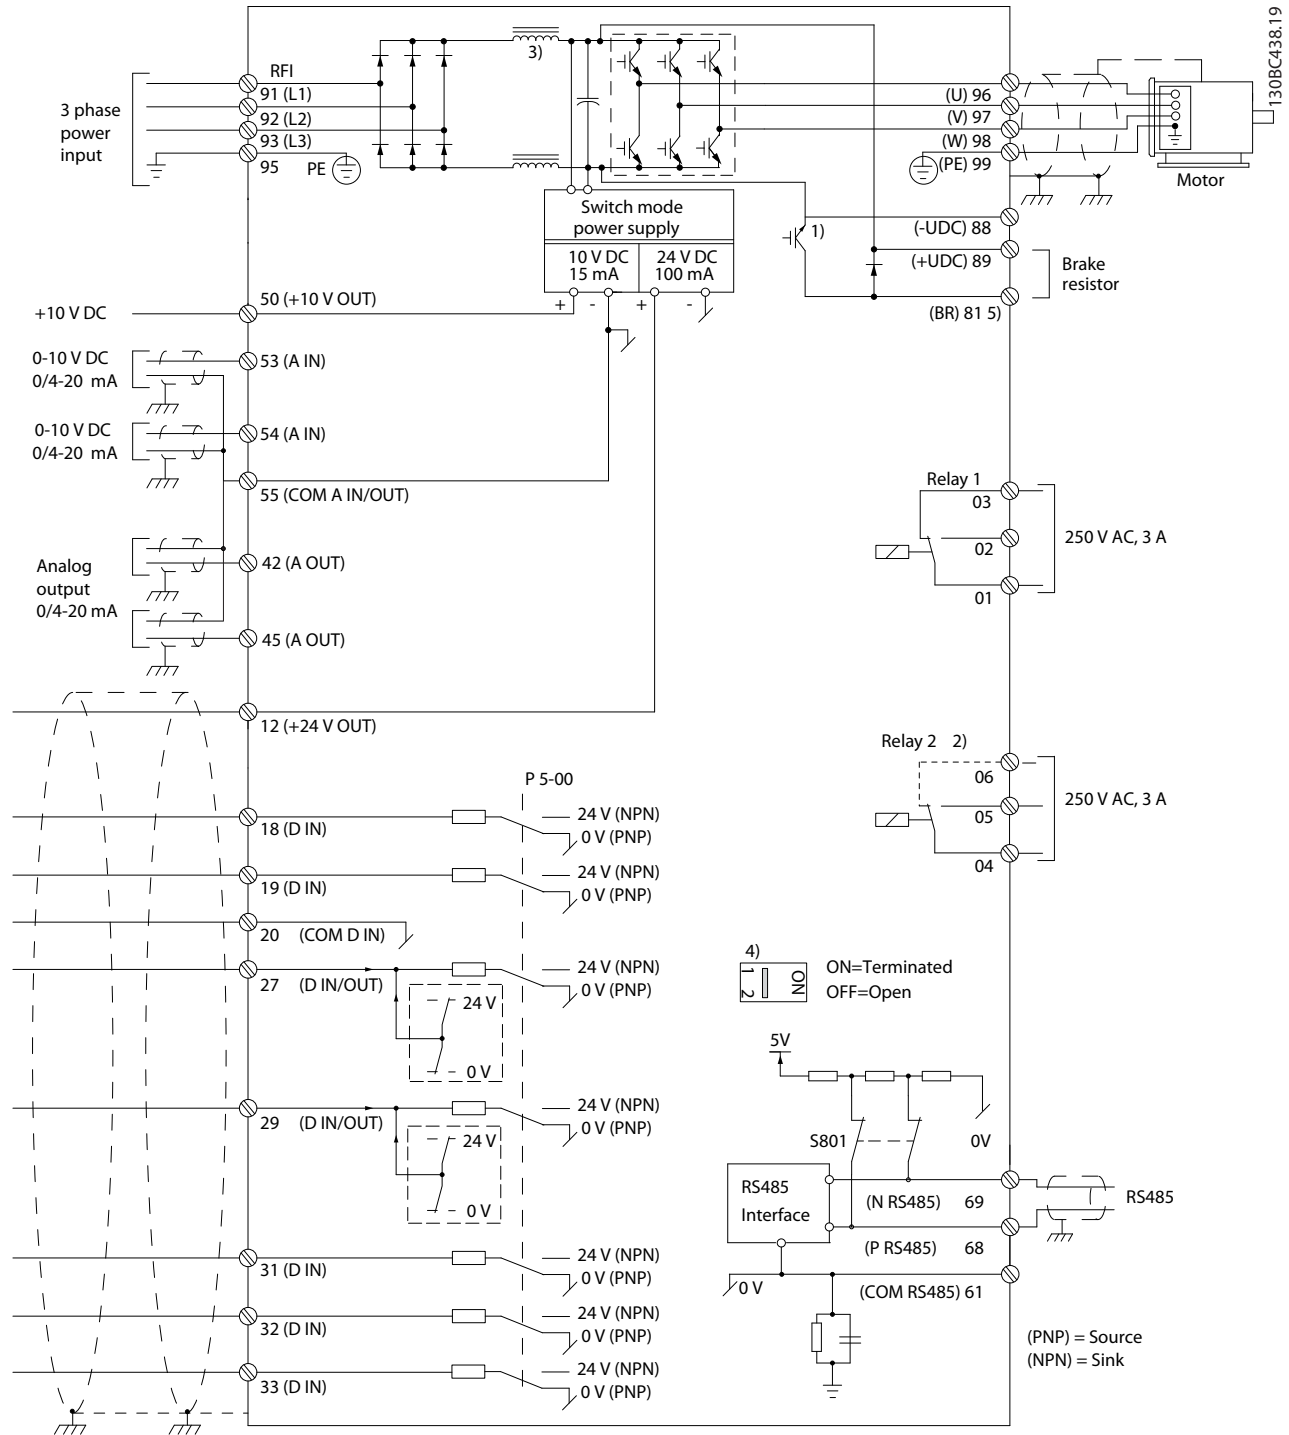 130BC438.19
3 phase
power
input
RFI
91 (L1)
92 (L2)
93 (L3)
95
PE
3)
(U) 96
(V) 97
(W) 98
(PE) 99
Motor
Switch mode
power supply
10 V DC
15 mA
24 V DC
100 mA
+
-
+
-
1)
(-UDC) 88
(+UDC) 89
(BR) 81 5)
Brake
resistor
+10 V DC
50 (+10 V OUT)
0-10 V DC
0/4-20 mA
53 (A IN)
0-10 V DC
0/4-20 mA
54 (A IN)
55 (COM A IN/OUT)
Analog
output
0/4-20 mA
42 (A OUT)
45 (A OUT)
12 (+24 V OUT)
Relay 1
03
02
01
250 V AC, 3 A
Relay 2 2)
06
05
04
250 V AC, 3 A
P 5-00
18 (D IN)
24 V (NPN)
0 V (PNP)
19 (D IN)
24 V (NPN)
0 V (PNP)
20 (COM D IN)
27 (D IN/OUT)
24 V (NPN)
0 V (PNP)
24 V
0 V
29 (D IN/OUT)
24 V (NPN)
0 V (PNP)
24 V
0 V
31 (D IN)
24 V (NPN)
0 V (PNP)
32 (D IN)
24 V (NPN)
0 V (PNP)
33 (D IN)
24 V (NPN)
0 V (PNP)
4)
1
2
ON
ON=Terminated
OFF=Open
5V
S801
0V
RS485
Interface
(N RS485) 69
(P RS485) 68
(COM RS485) 61
0 V
RS485
(PNP) = Source
(NPN) = Sink